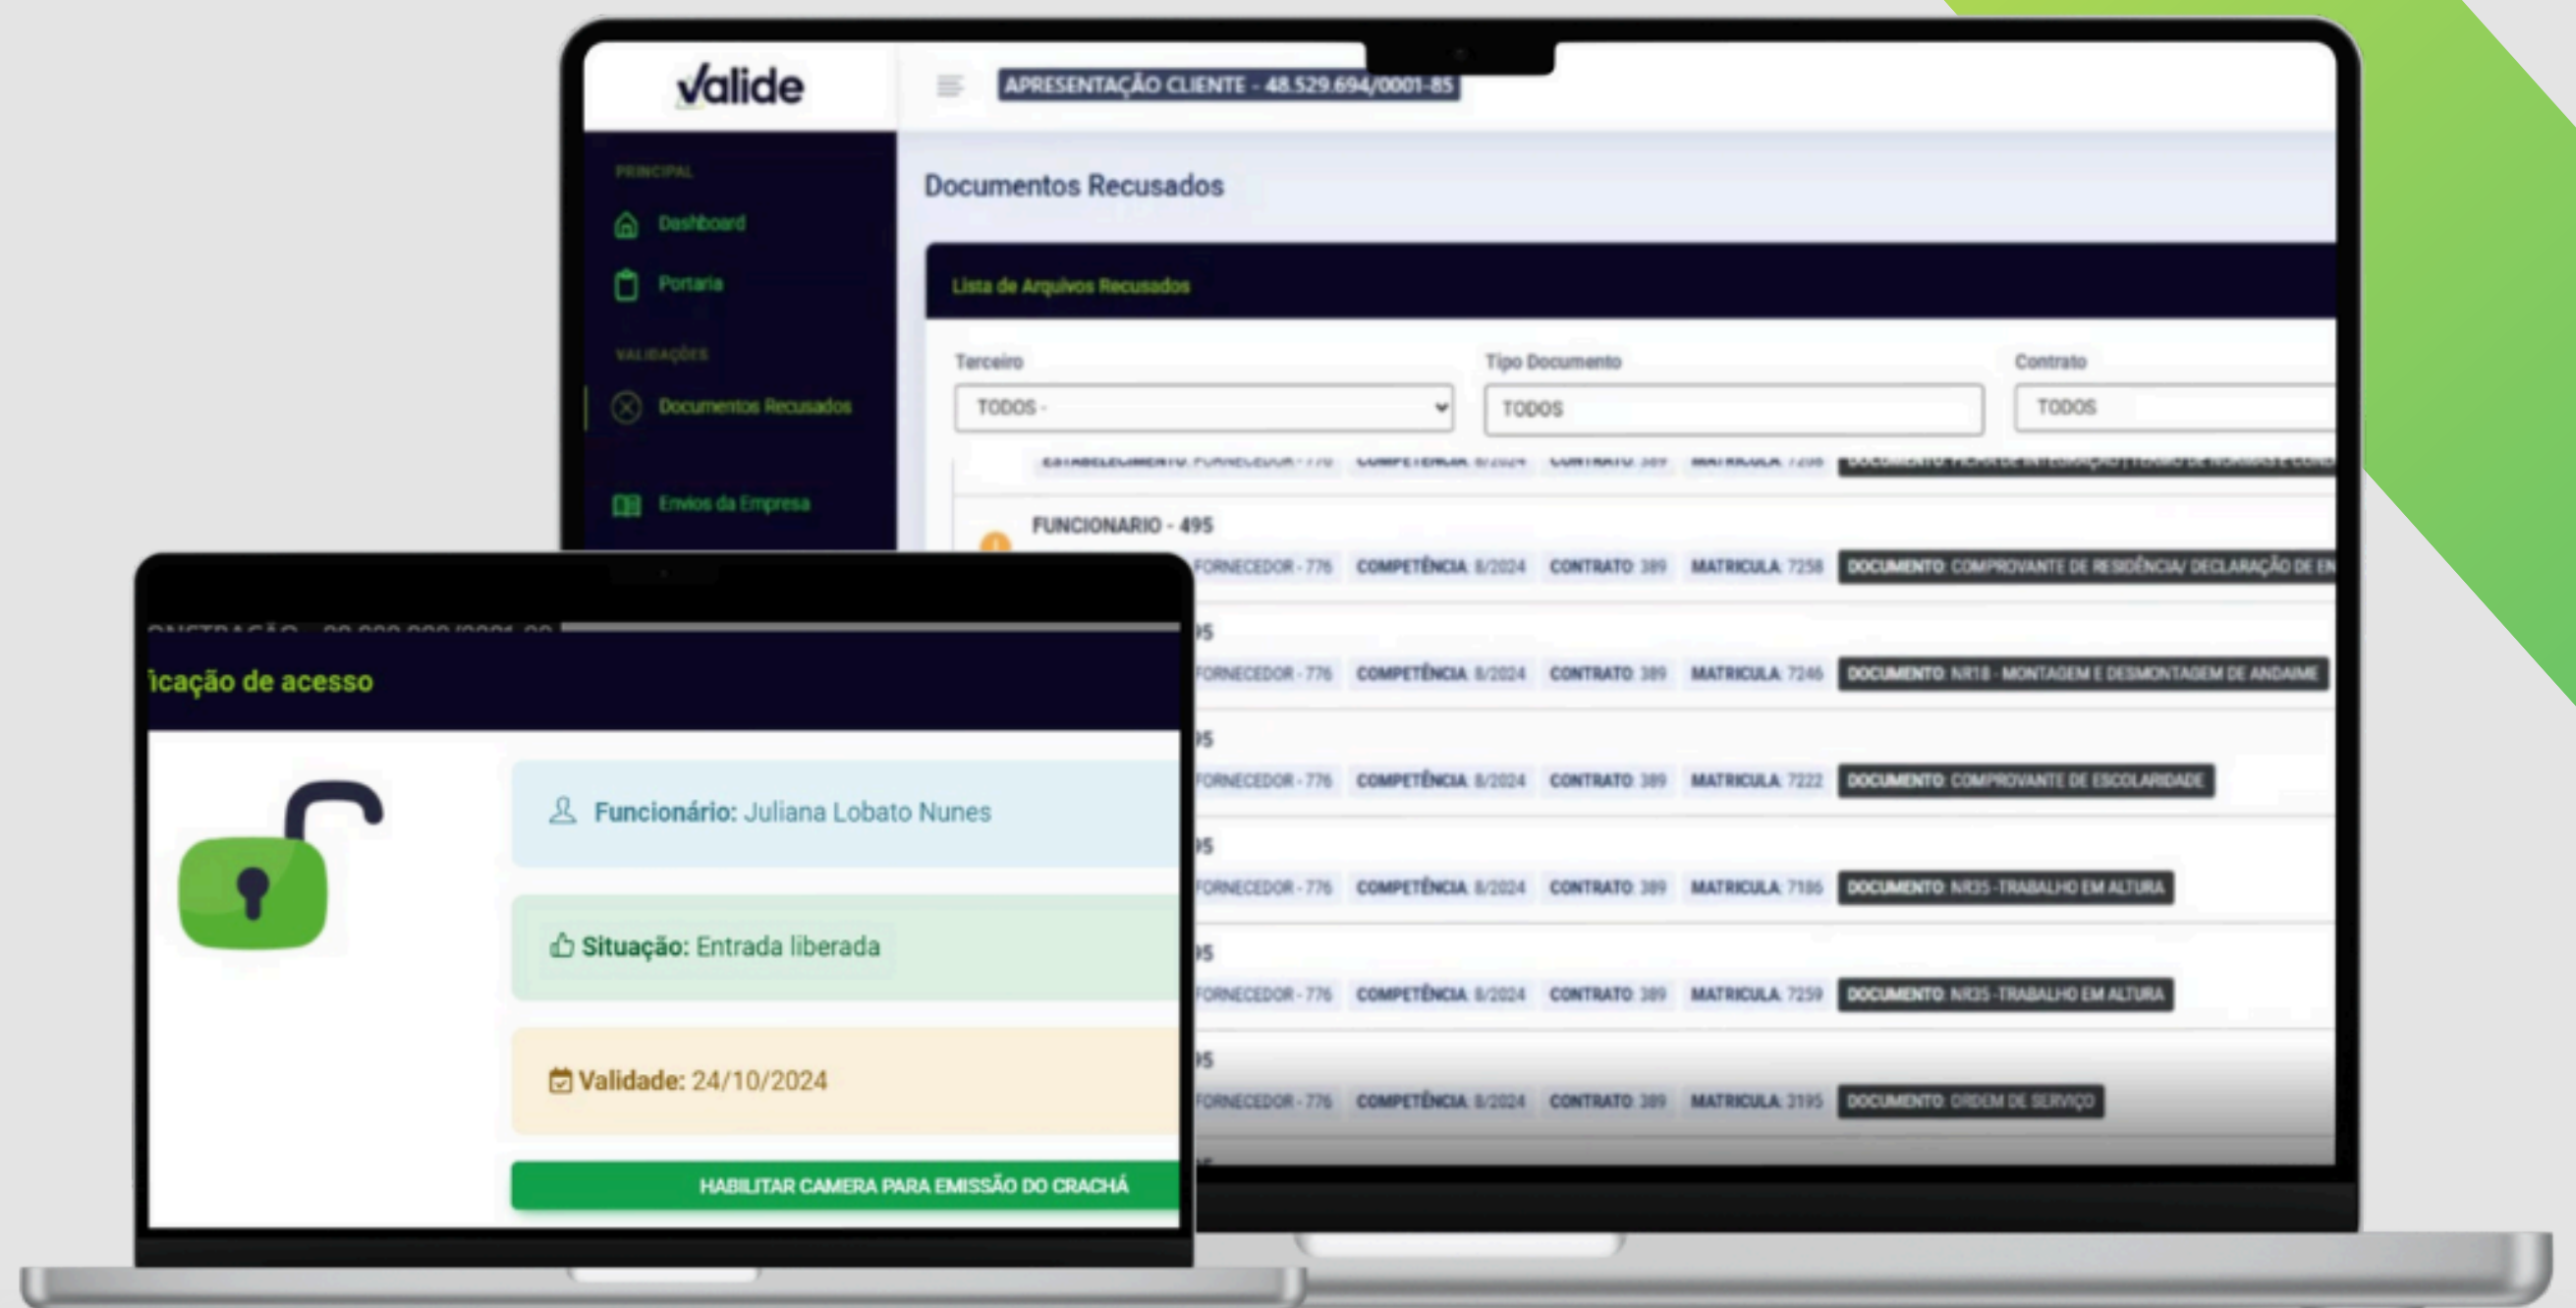 Valide
APRESENTAÇÃO CLIENTE - 48.529.694/0001-85
PRINCIPAL
Dashboard
Portaria
VALIDAÇÕES
Documentos Recusados
Envios da Empresa
Documentos Recusados
Lista de Arquivos Recusados
Terceiro Tipo Documento Contrato
TODOS - TODOS TODOS
FUNCIONARIO - 495
FORNECEDOR - 776 COMPETÊNCIA: 8/2024 CONTRATO: 389 MATRICULA: 7258 DOCUMENTO: COMPROVANTE DE RESIDÊNCIA/ DECLARAÇÃO DE EN
95
FORNECEDOR - 776 COMPETÊNCIA: 8/2024 CONTRATO: 389 MATRICULA: 7246 DOCUMENTO: NR18 - MONTAGEM E DESMONTAGEM DE ANDAIME
95
FORNECEDOR - 776 COMPETÊNCIA: 8/2024 CONTRATO: 389 MATRICULA: 7222 DOCUMENTO: COMPROVANTE DE ESCOLARIDADE
95
FORNECEDOR - 776 COMPETÊNCIA: 8/2024 CONTRATO: 389 MATRICULA: 7186 DOCUMENTO: NR35 -TRABALHO EM ALTURA
95
FORNECEDOR - 776 COMPETÊNCIA: 8/2024 CONTRATO: 389 MATRICULA: 7259 DOCUMENTO: NR35 -TRABALHO EM ALTURA
95
FORNECEDOR - 776 COMPETÊNCIA: 8/2024 CONTRATO: 389 MATRICULA: 3195 DOCUMENTO: ORDEM DE SERVIÇO
icação de acesso
Funcionário: Juliana Lobato Nunes
Situação: Entrada liberada
Validade: 24/10/2024
HABILITAR CAMERA PARA EMISSÃO DO CRACHÁ